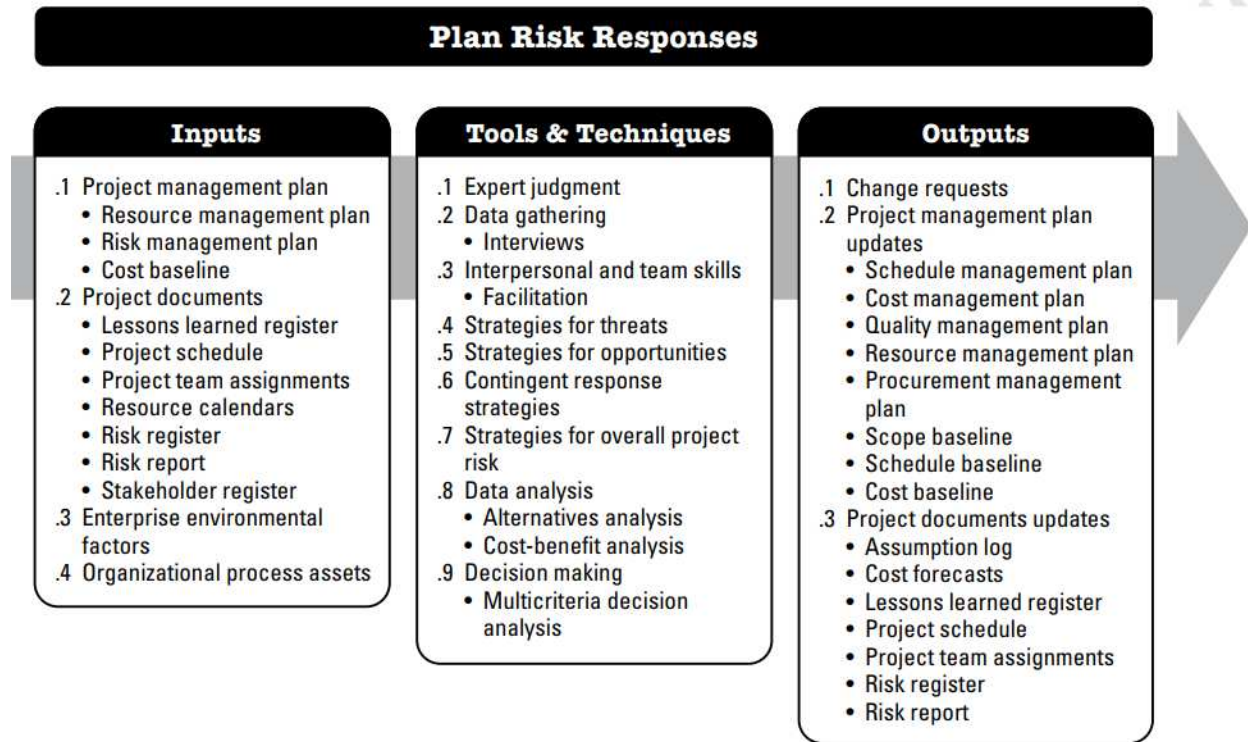 Plan Risk Responses
Inputs
.1 Project management plan
• Resource management plan
• Risk management plan
• Cost baseline
.2 Project documents
• Lessons learned register
• Project schedule
• Project team assignments
• Resource calendars
• Risk register
• Risk report
• Stakeholder register
.3 Enterprise environmental
factors
.4 Organizational process assets
Tools & Techniques
.1 Expert judgment
.2 Data gathering
• Interviews
.3 Interpersonal and team skills
• Facilitation
.4 Strategies for threats
.5 Strategies for opportunities
.6 Contingent response
strategies
.7 Strategies for overall project
risk
.8 Data analysis
• Alternatives analysis
• Cost-benefit analysis
.9 Decision making
• Multicriteria decision
analysis
Outputs
.1 Change requests
.2 Project management plan
updates
• Schedule management plan
• Cost management plan
• Quality management plan
• Resource management plan
• Procurement management
plan
• Scope baseline
• Schedule baseline
• Cost baseline
.3 Project documents updates
• Assumption log
• Cost forecasts
• Lessons learned register
• Project schedule
• Project team assignments
• Risk register
• Risk report